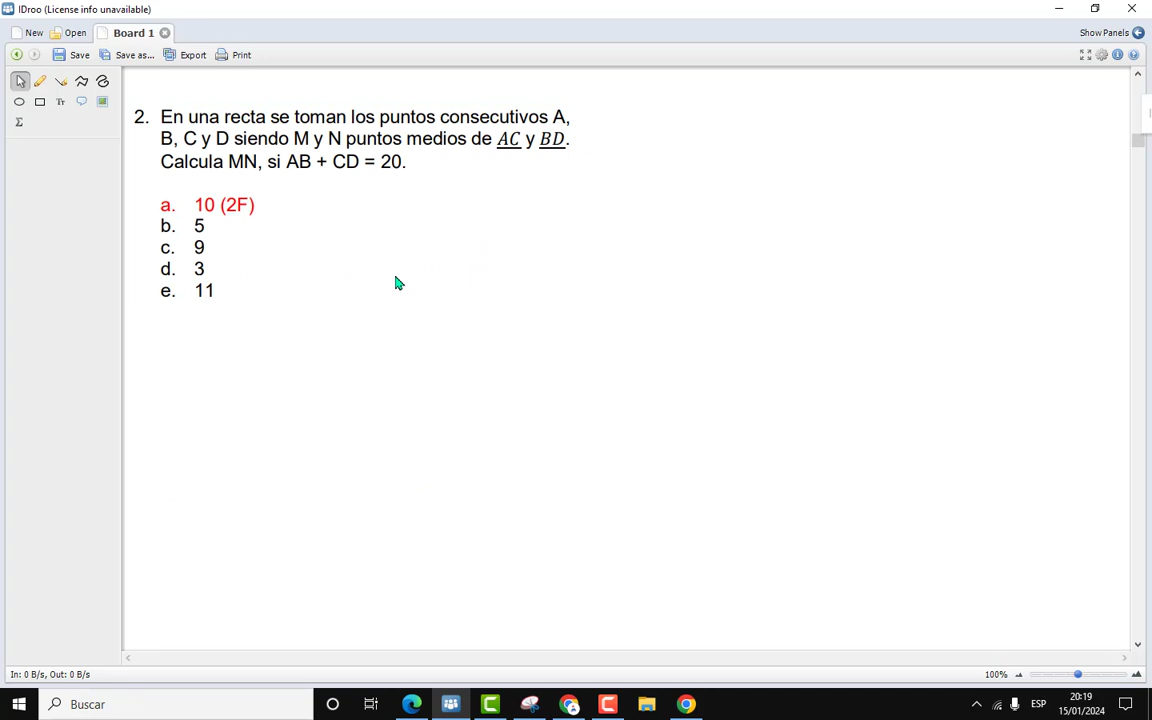 IDroo (License info unavailable)
New Open Board 1 Show Panels
Save Save as... Export Print
Tr
Σ
2. En una recta se toman los puntos consecutivos A,
B, C y D siendo M y N puntos medios de AC y BD.
Calcula MN, si AB + CD = 20.
a. 10 (2F)
b. 5
c. 9
d. 3
e. 11
In: 0 B/s, Out: 0 B/s 100%
Buscar ESP 20:19
15/01/2024